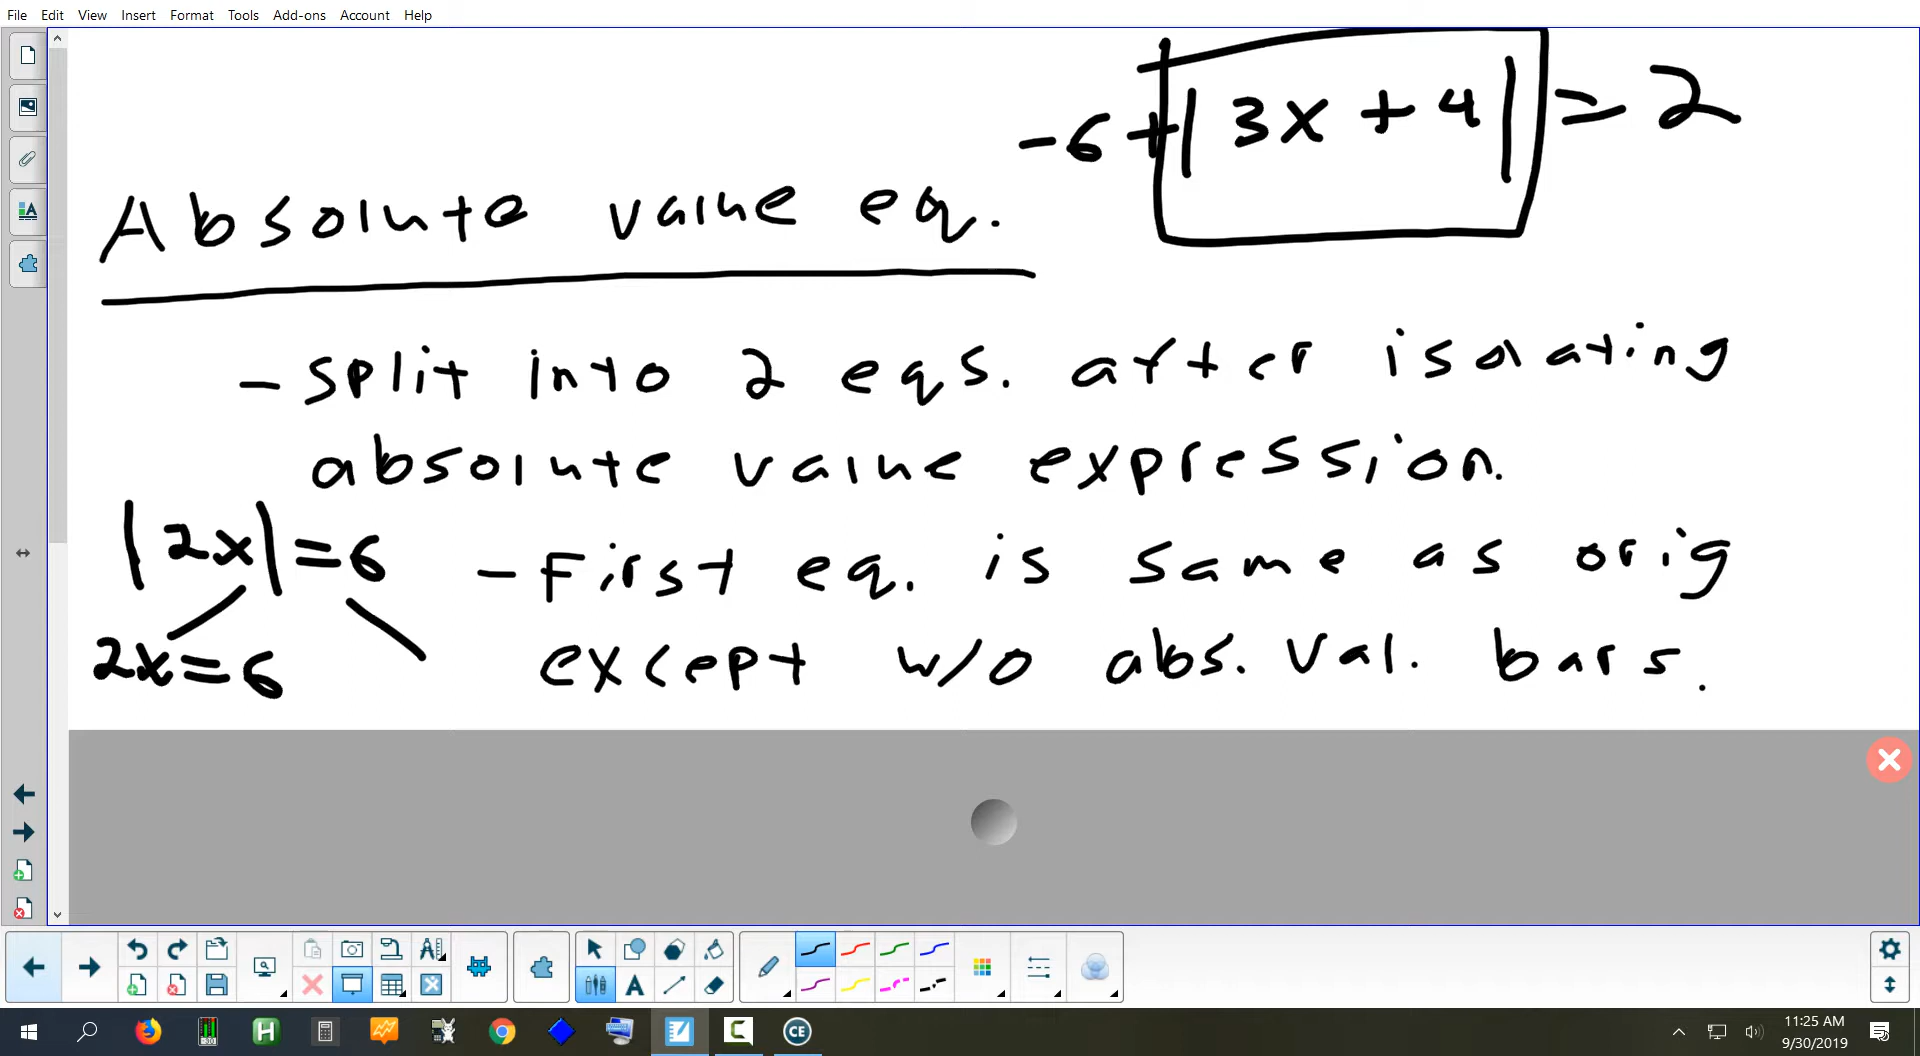 File Edit View Insert Format Tools Add-ons Account Help
-6+|3x+4|=2
Absolute value eq.
-split into 2 eqs. after isolating
absolute value expression.
|2x|=6
-First eq. is same as orig
2x=6
except w/o abs. val. bars.
CE
11:25 AM
9/30/2019